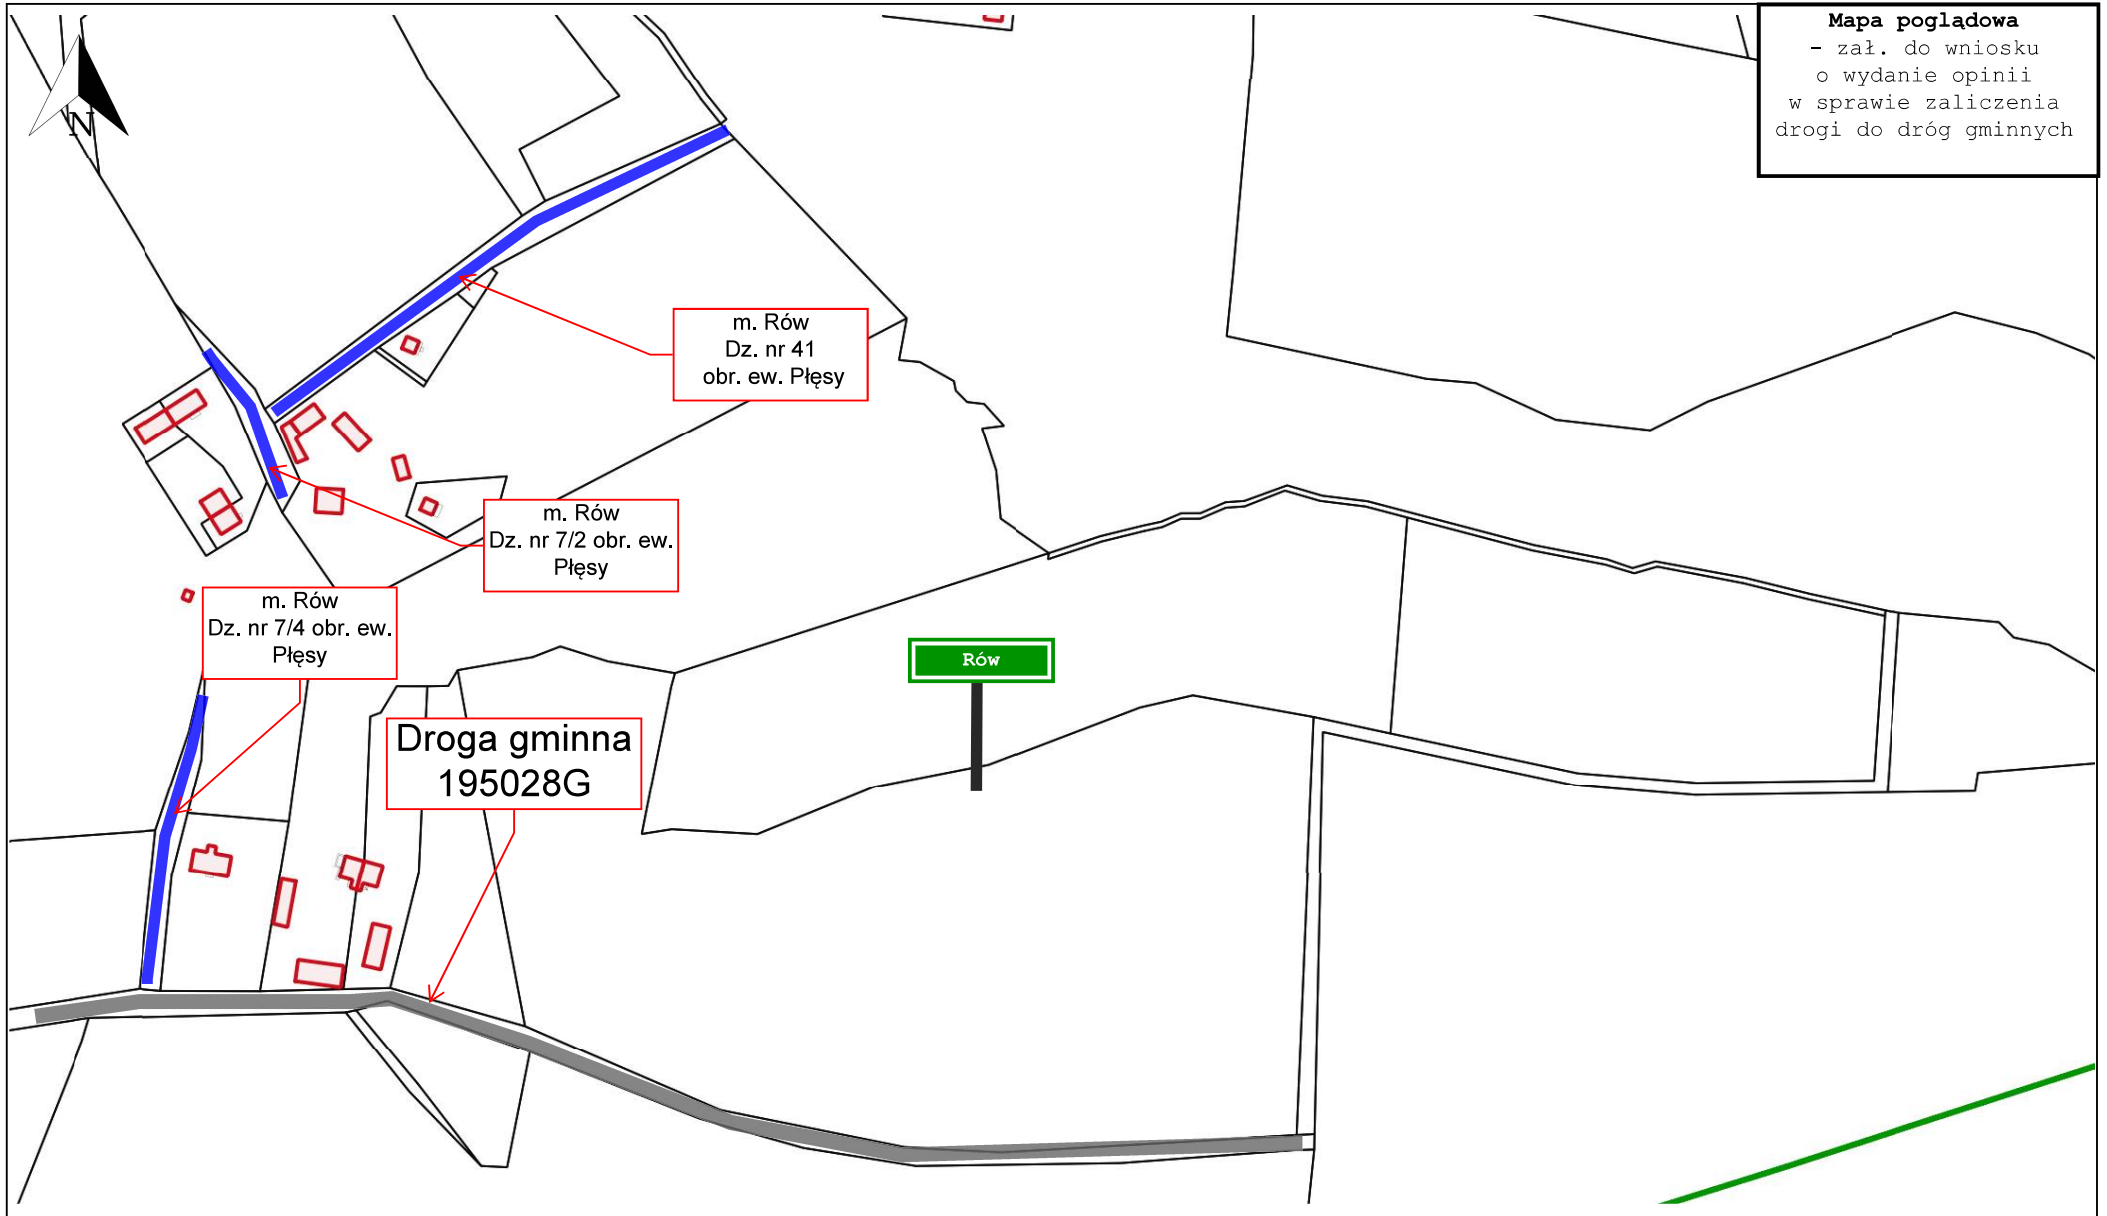 Mapa poglądowa
- zał. do wniosku
o wydanie opinii
w sprawie zaliczenia
drogi do dróg gminnych
N
m. Rów
Dz. nr 41
obr. ew. Płęsy
m. Rów
Dz. nr 7/2 obr. ew.
Płęsy
m. Rów
Dz. nr 7/4 obr. ew.
Płęsy
Rów
Droga gminna
195028G